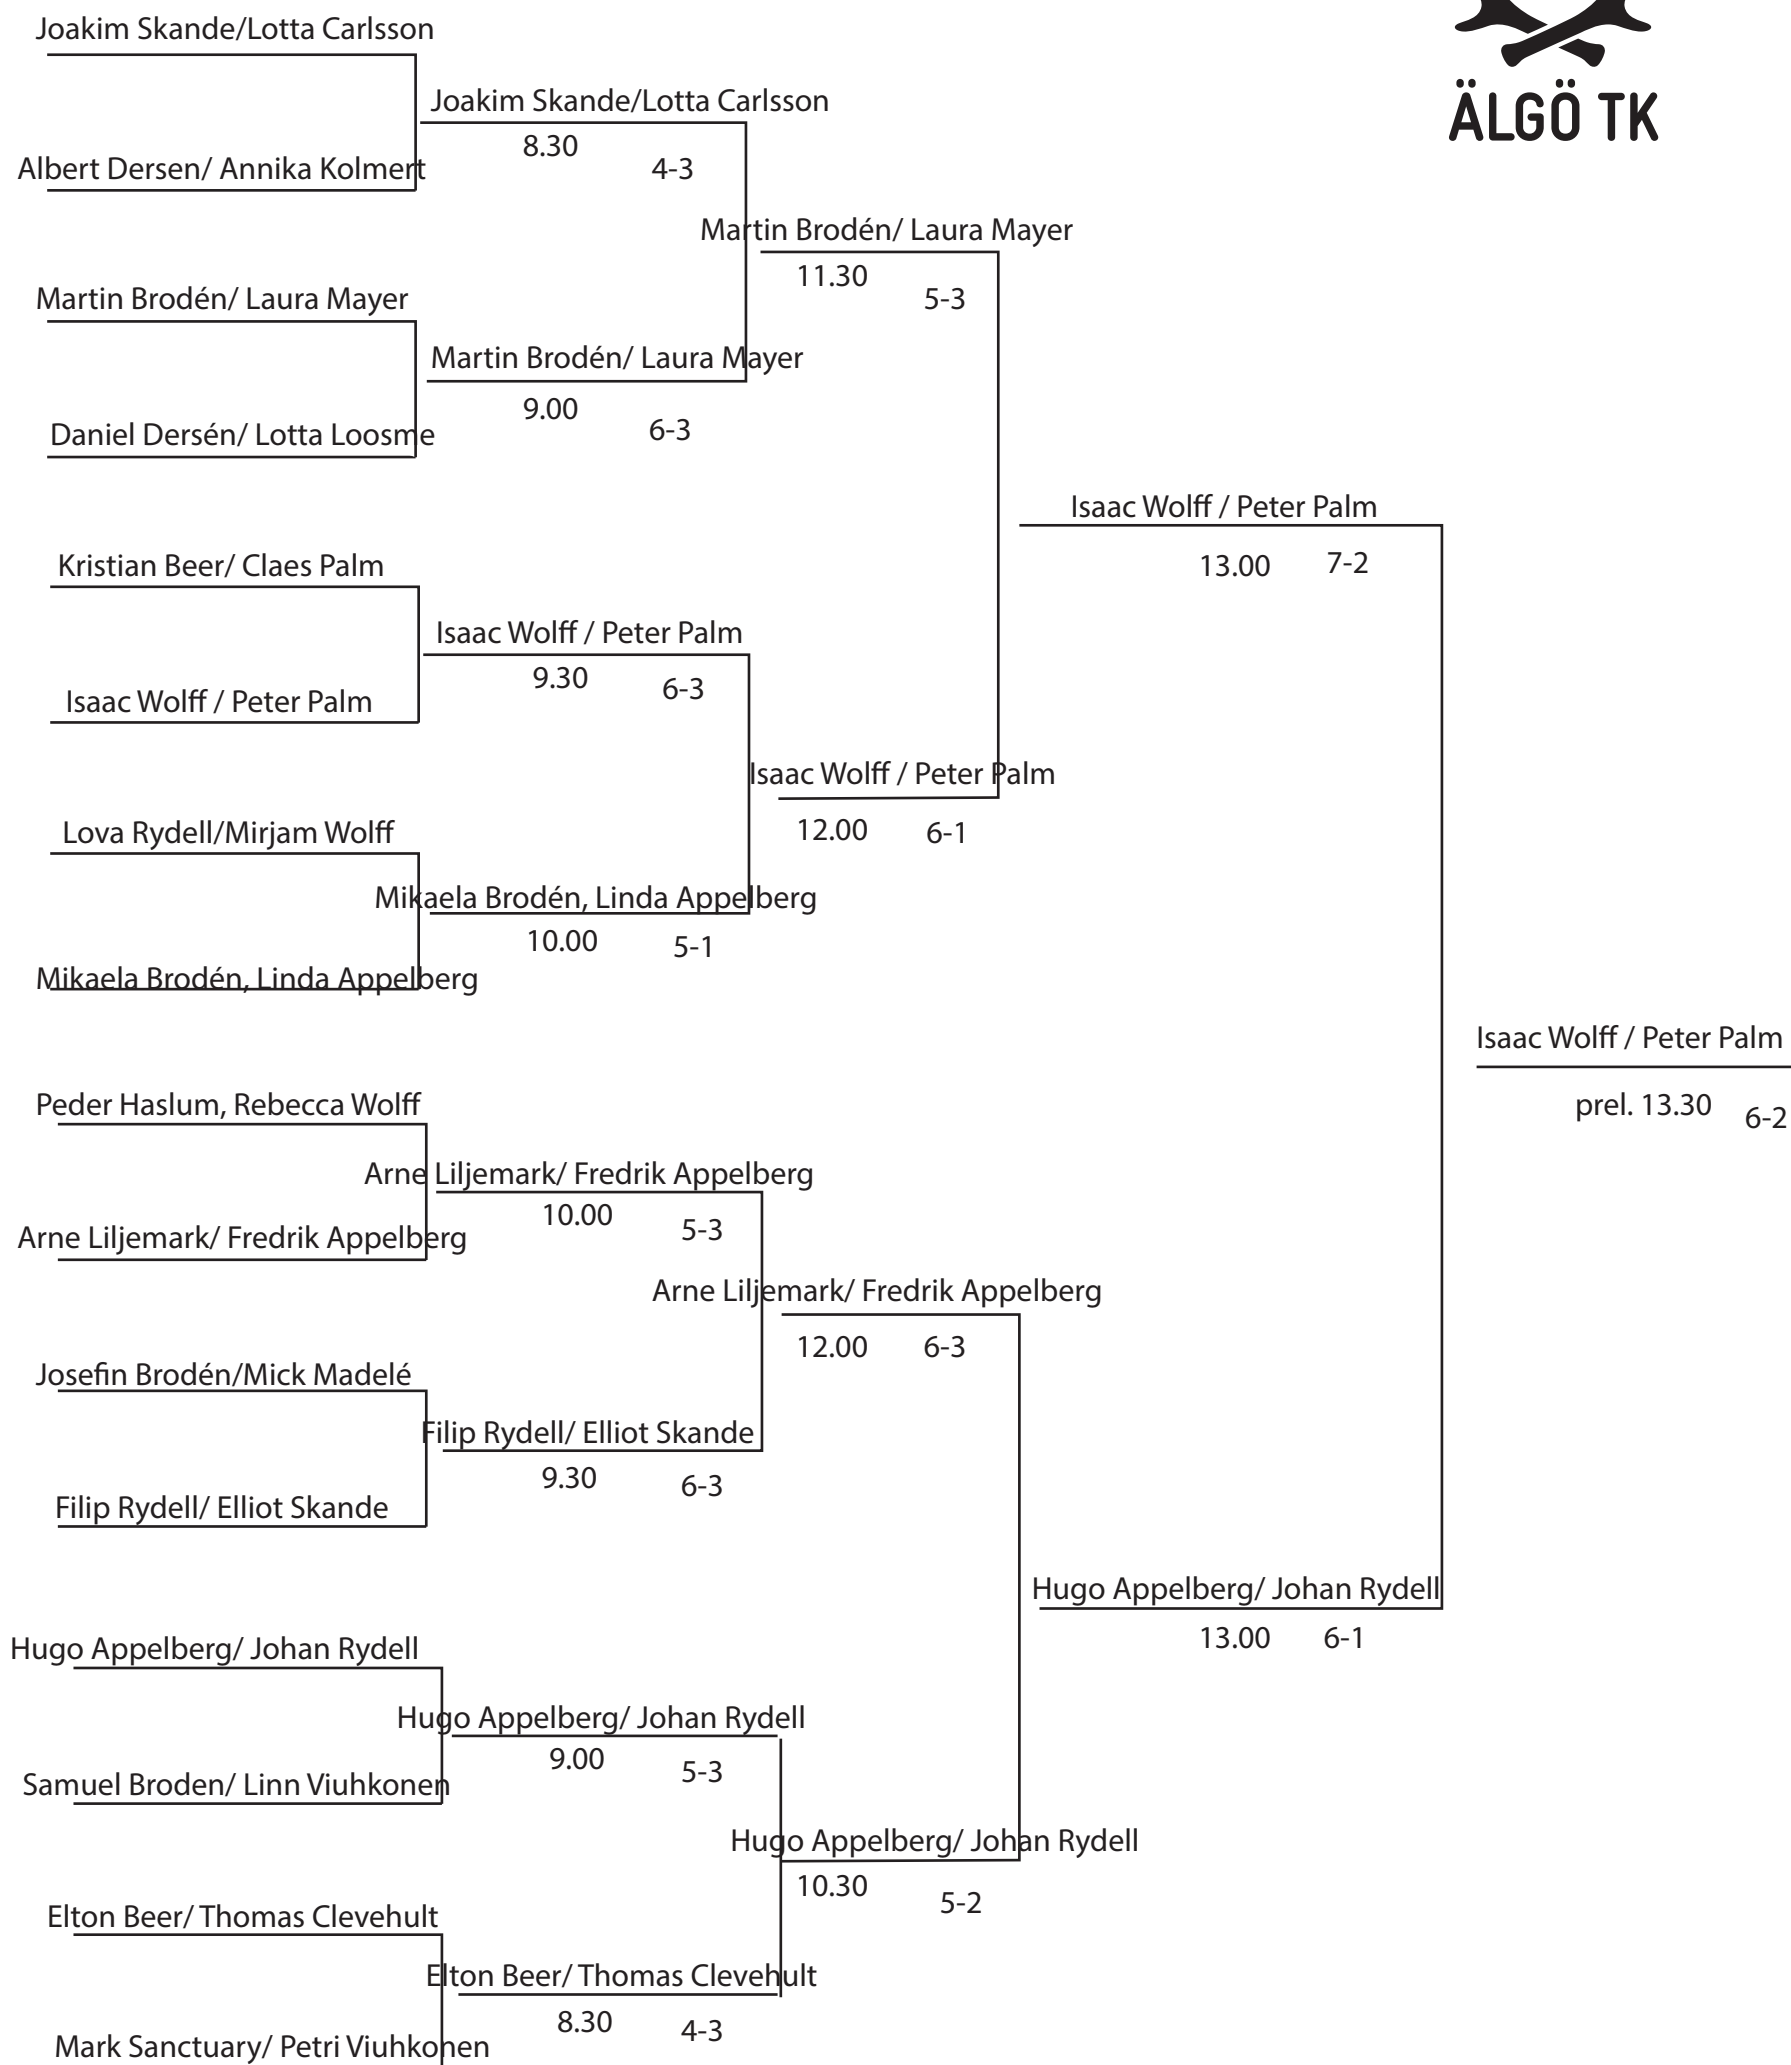 Joakim Skande/Lotta Carlsson
ÄLGÖ TK
Joakim Skande/Lotta Carlsson
8.30
4-3
Albert Dersen/ Annika Kolmert
Martin Brodén/ Laura Mayer
11.30
5-3
Martin Brodén/ Laura Mayer
Martin Brodén/ Laura Mayer
9.00
6-3
Daniel Dersén/ Lotta Loosme
Isaac Wolff / Peter Palm
13.00
7-2
Kristian Beer/ Claes Palm
Isaac Wolff / Peter Palm
9.30
6-3
Isaac Wolff / Peter Palm
Isaac Wolff / Peter Palm
12.00
6-1
Lova Rydell/Mirjam Wolff
Mikaela Brodén, Linda Appelberg
10.00
5-1
Mikaela Brodén, Linda Appelberg
Isaac Wolff / Peter Palm
prel. 13.30
6-2
Peder Haslum, Rebecca Wolff
Arne Liljemark/ Fredrik Appelberg
10.00
5-3
Arne Liljemark/ Fredrik Appelberg
Arne Liljemark/ Fredrik Appelberg
12.00
6-3
Josefin Brodén/Mick Madelé
Filip Rydell/ Elliot Skande
9.30
6-3
Filip Rydell/ Elliot Skande
Hugo Appelberg/ Johan Rydell
13.00
6-1
Hugo Appelberg/ Johan Rydell
Hugo Appelberg/ Johan Rydell
9.00
5-3
Samuel Broden/ Linn Viuhkonen
Hugo Appelberg/ Johan Rydell
10.30
5-2
Elton Beer/ Thomas Clevehult
Elton Beer/ Thomas Clevehult
8.30
4-3
Mark Sanctuary/ Petri Viuhkonen